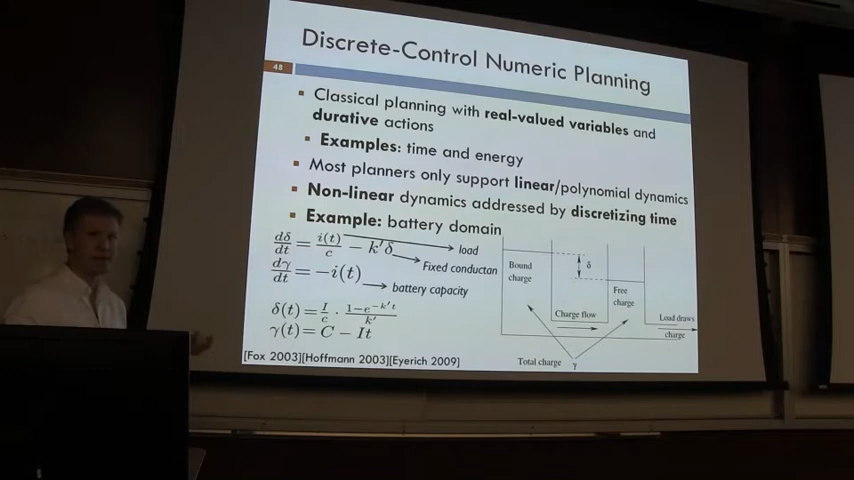 Discrete-Control Numeric Planning
48
Classical planning with real-valued variables and
durative actions
Examples: time and energy
Most planners only support linear/polynomial dynamics
Non-linear dynamics addressed by discretizing time
Example: battery domain
dδ/dt = i(t)/c − k'δ
load
Fixed conductan
dγ/dt = −i(t)
battery capacity
δ(t) = I/c · 1−e^{−k't}/k'
γ(t) = C − It
[Fox 2003][Hoffmann 2003][Eyerich 2009]
Bound
charge
δ
Free
charge
Charge flow
Load draws
charge
Total charge
γ